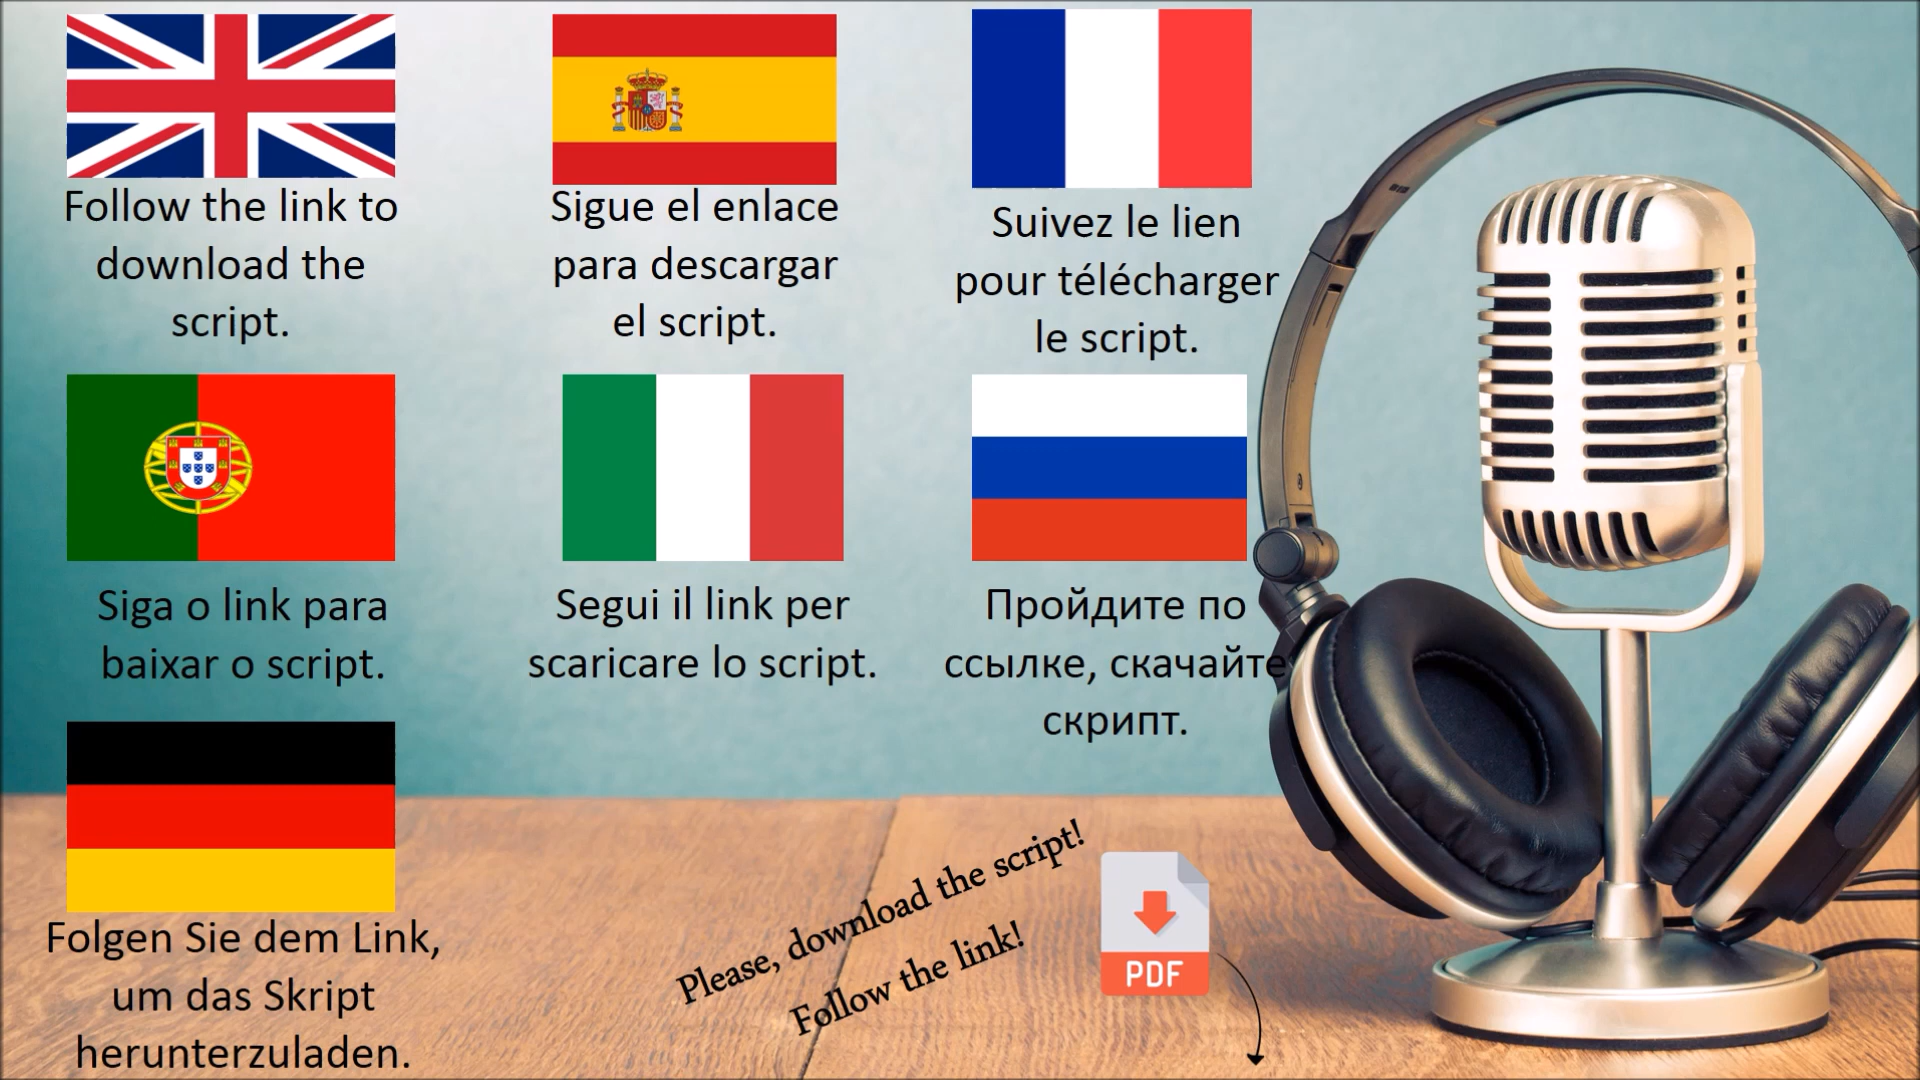 Follow the link to
download the
script.
Sigue el enlace
para descargar
el script.
Suivez le lien
pour télécharger
le script.
Siga o link para
baixar o script.
Segui il link per
scaricare lo script.
Пройдите по
ссылке, скачайте
скрипт.
Folgen Sie dem Link,
um das Skript
herunterzuladen.
Please, download the script!
Follow the link!
PDF